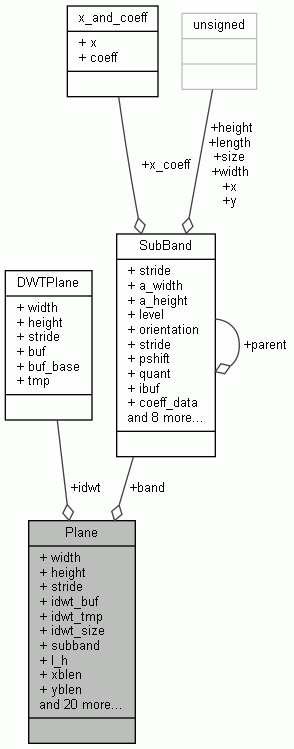 x_and_coeff
+ x
+ coeff
unsigned
+x_coeff
+height
+length
+size
+width
+x
+y
SubBand
+ stride
+ a_width
+ a_height
+ level
+ orientation
+ stride
+ pshift
+ quant
+ ibuf
+ coeff_data
and 8 more...
+parent
DWTPlane
+ width
+ height
+ stride
+ buf
+ buf_base
+ tmp
+idwt
+band
Plane
+ width
+ height
+ stride
+ idwt_buf
+ idwt_tmp
+ idwt_size
+ subband
+ l_h
+ xblen
+ yblen
and 20 more...